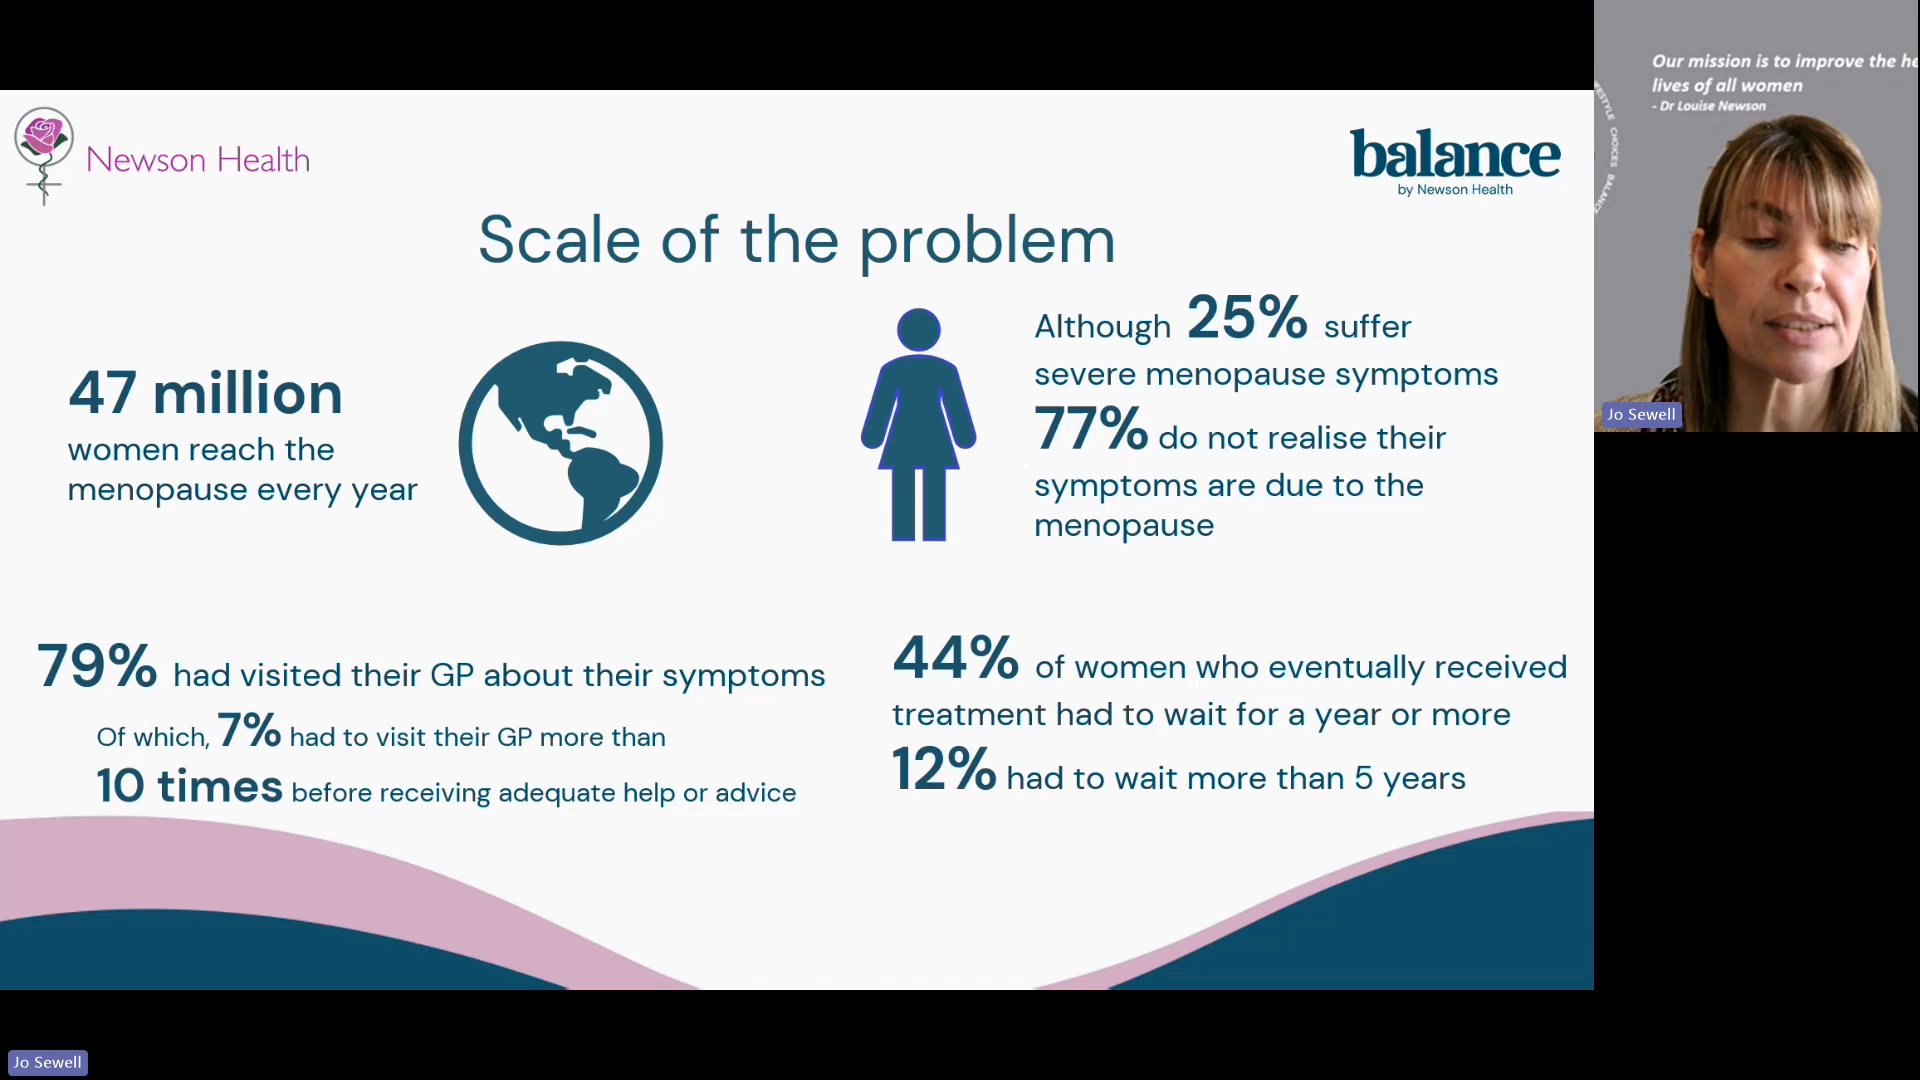 Newson Health
balance
by Newson Health
Scale of the problem
47 million
women reach the
menopause every year
Although 25% suffer
severe menopause symptoms
77% do not realise their
symptoms are due to the
menopause
79% had visited their GP about their symptoms
Of which, 7% had to visit their GP more than
10 times before receiving adequate help or advice
44% of women who eventually received
treatment had to wait for a year or more
12% had to wait more than 5 years
Our mission is to improve the he
lives of all women
- Dr Louise Newson
CHOICES
Jo Sewell
Jo Sewell